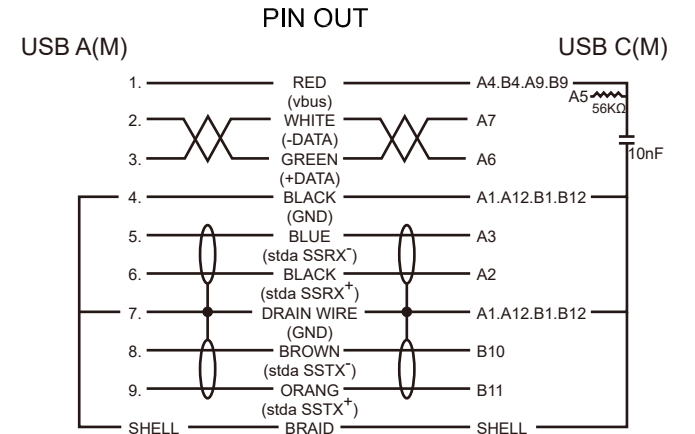 PIN OUT
USB A(M) USB C(M)
1. RED A4.B4.A9.B9
(vbus) A5 56KΩ
2. WHITE A7
(-DATA)
3. GREEN A6 10nF
(+DATA)
4. BLACK A1.A12.B1.B12
(GND)
5. BLUE A3
(stda SSRX-)
6. BLACK A2
(stda SSRX+)
7. DRAIN WIRE A1.A12.B1.B12
(GND)
8. BROWN B10
(stda SSTX-)
9. ORANG B11
(stda SSTX+)
SHELL BRAID SHELL